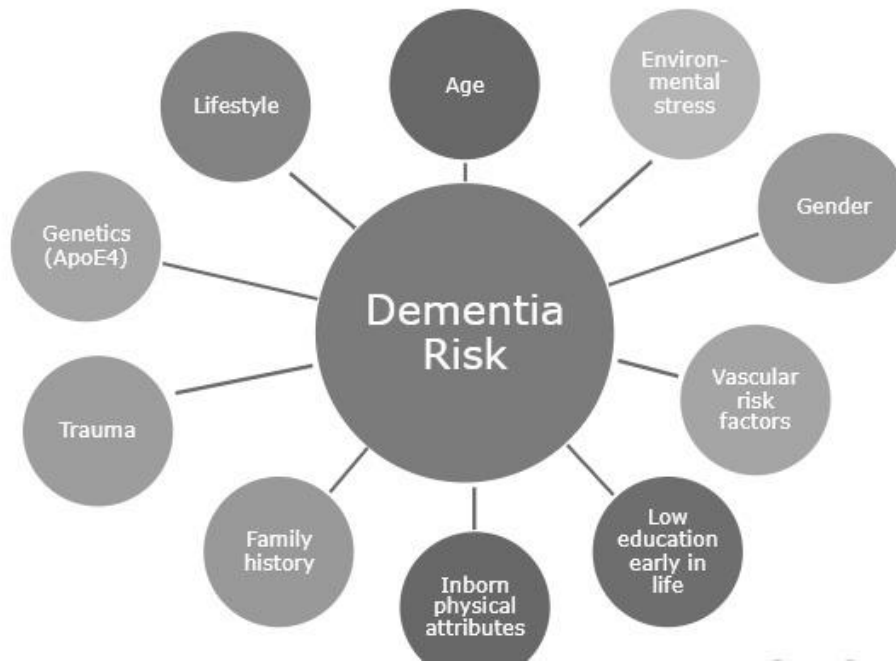 Age
Environ-
mental
stress
Gender
Vascular
risk
factors
Low
education
early in
life
Inborn
physical
attributes
Family
history
Trauma
Genetics
(ApoE4)
Lifestyle
Dementia
Risk